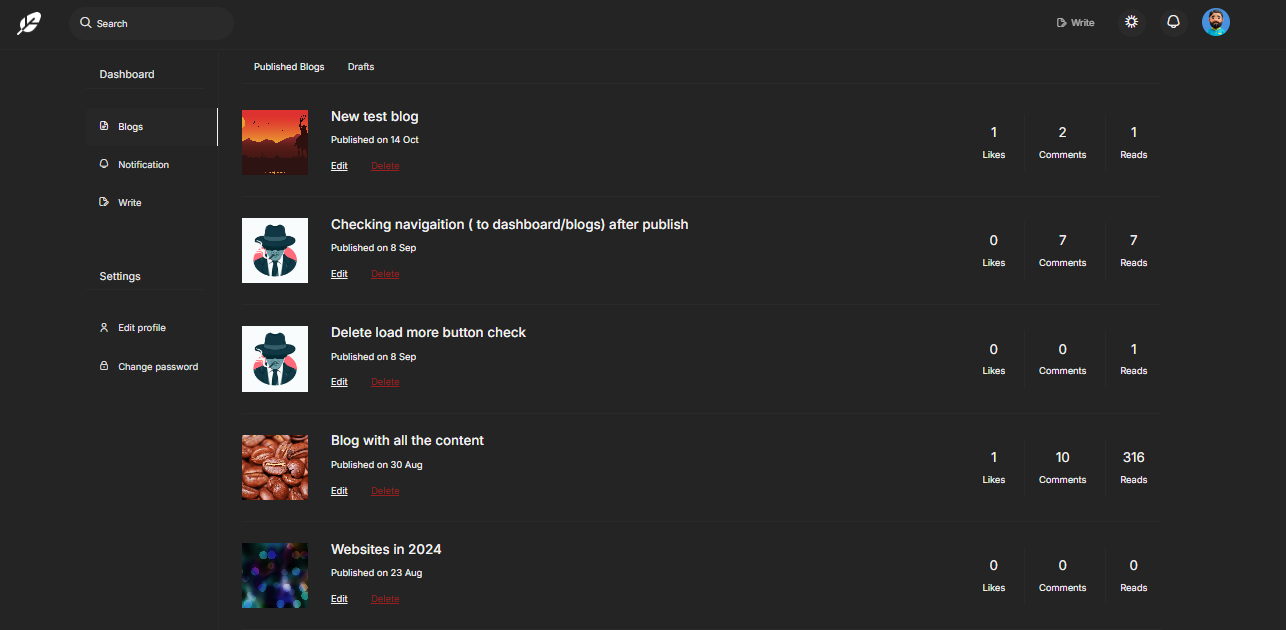 Search
Write
Dashboard
Blogs
Notification
Write
Settings
Edit profile
Change password
Published Blogs Drafts
New test blog
Published on 14 Oct
Edit Delete
1 2 1
Likes Comments Reads
Checking navigaition ( to dashboard/blogs) after publish
Published on 8 Sep
Edit Delete
0 7 7
Likes Comments Reads
Delete load more button check
Published on 8 Sep
Edit Delete
0 0 1
Likes Comments Reads
Blog with all the content
Published on 30 Aug
Edit Delete
1 10 316
Likes Comments Reads
Websites in 2024
Published on 23 Aug
Edit Delete
0 0 0
Likes Comments Reads